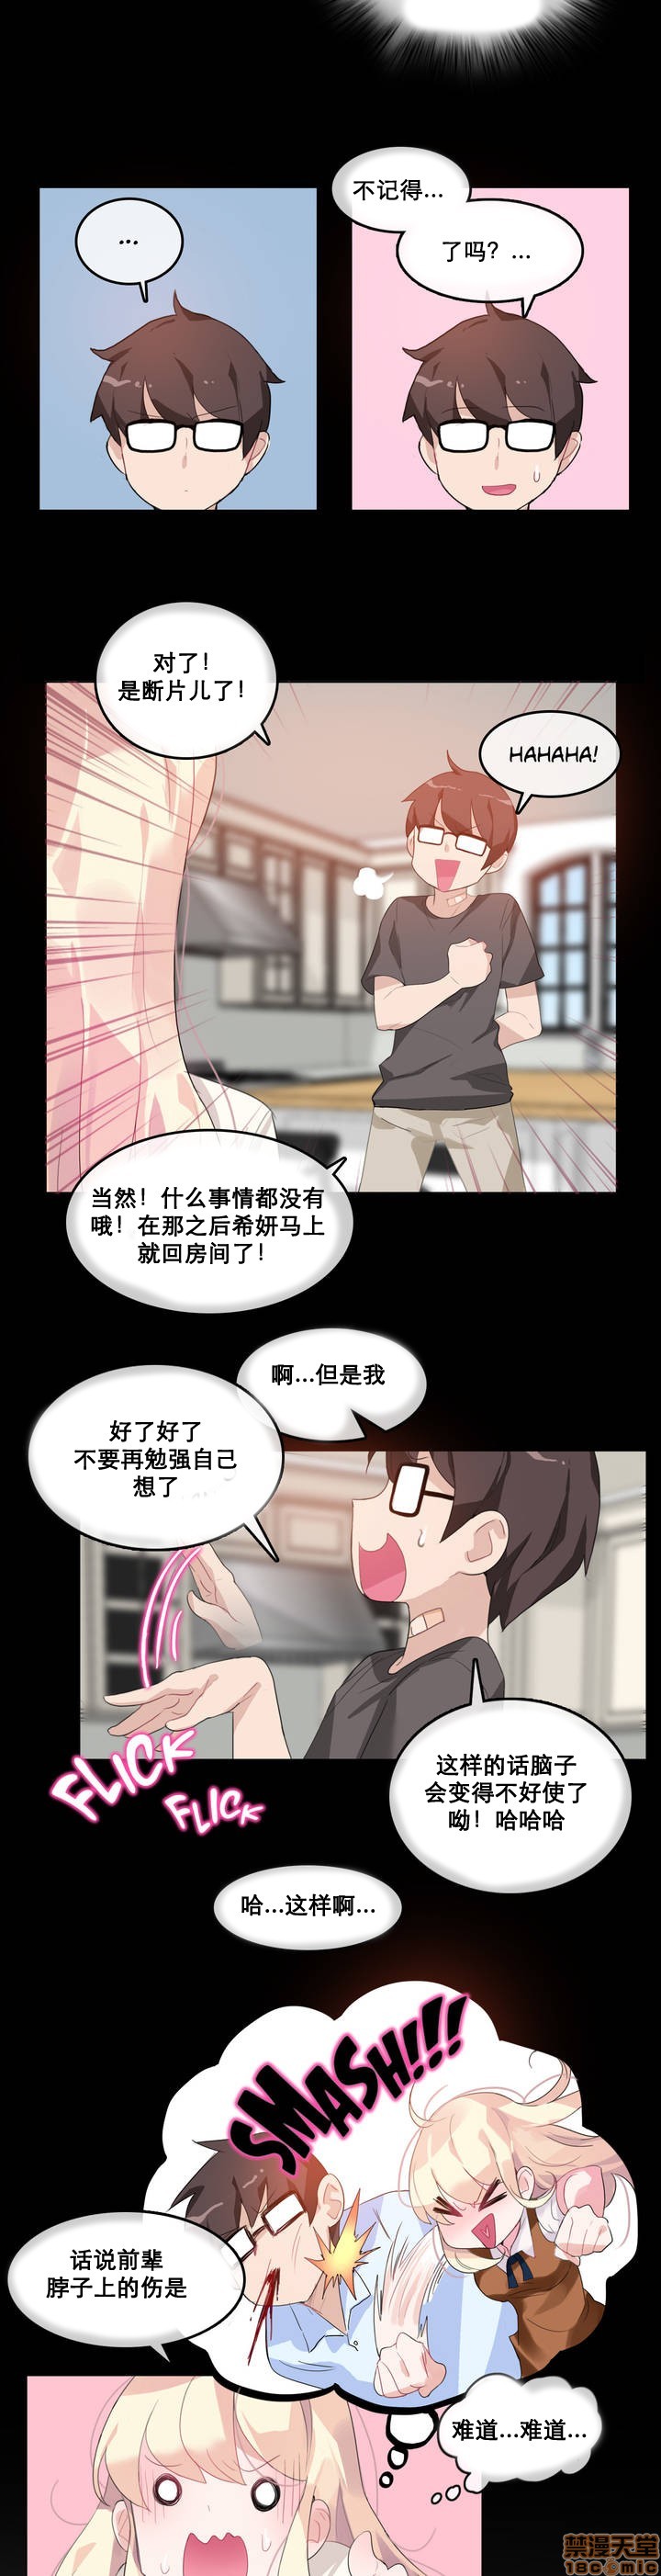 ...
不记得...
了吗？...
对了！
是断片儿了！
HAHAHA!
当然！什么事情都没有
哦！在那之后希妍马上
就回房间了！
啊...但是我
好了好了
不要再勉强自己
想了
FLICK
FLICK
这样的话脑子
会变得不好使了
呦！哈哈哈
哈...这样啊...
SMASH!!!
话说前辈
脖子上的伤是
难道...难道...
禁漫天堂
18COMIC